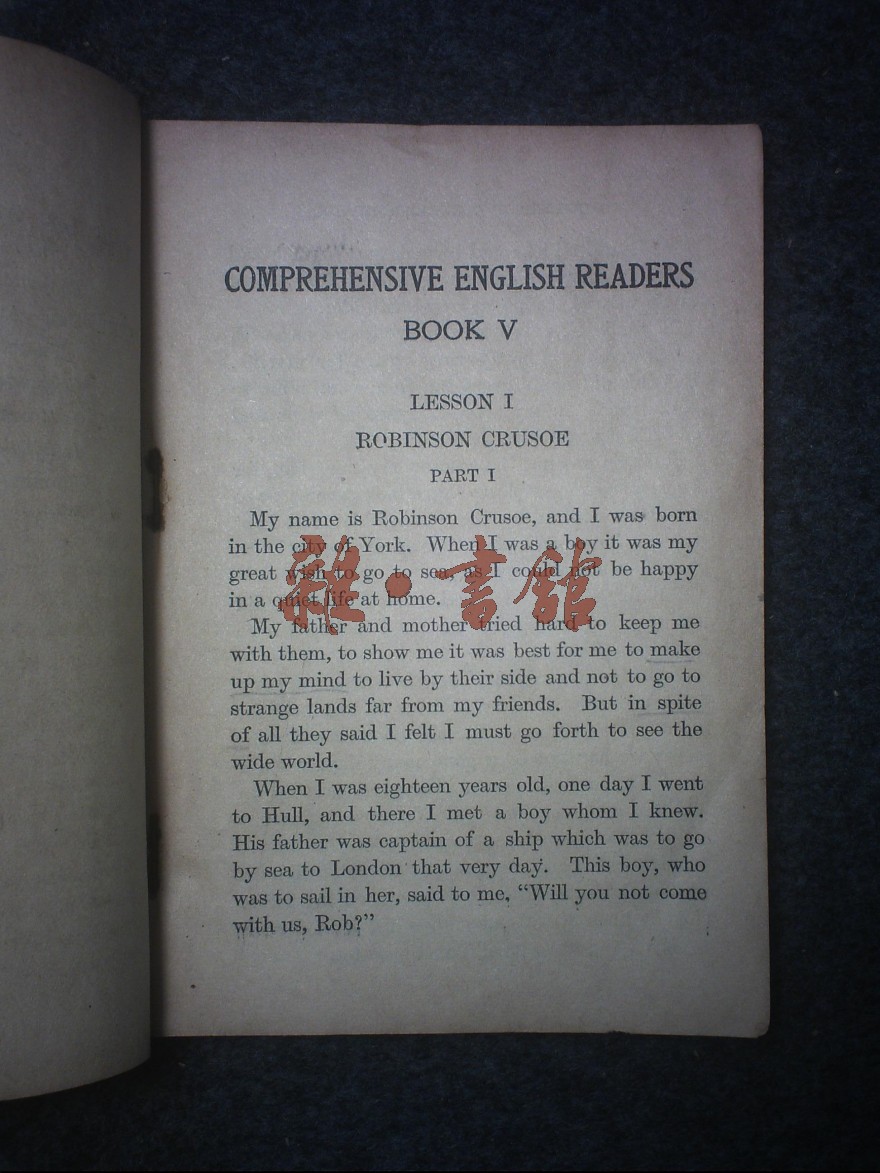 COMPREHENSIVE ENGLISH READERS
BOOK V
LESSON I
ROBINSON CRUSOE
PART I
My name is Robinson Crusoe, and I was born
in the city of York. When I was a boy it was my
great wish to go to sea, as I could not be happy
in a quiet life at home.
雜·書館
My father and mother tried hard to keep me
with them, to show me it was best for me to make
up my mind to live by their side and not to go to
strange lands far from my friends. But in spite
of all they said I felt I must go forth to see the
wide world.
When I was eighteen years old, one day I went
to Hull, and there I met a boy whom I knew.
His father was captain of a ship which was to go
by sea to London that very day. This boy, who
was to sail in her, said to me, “Will you not come
with us, Rob?”